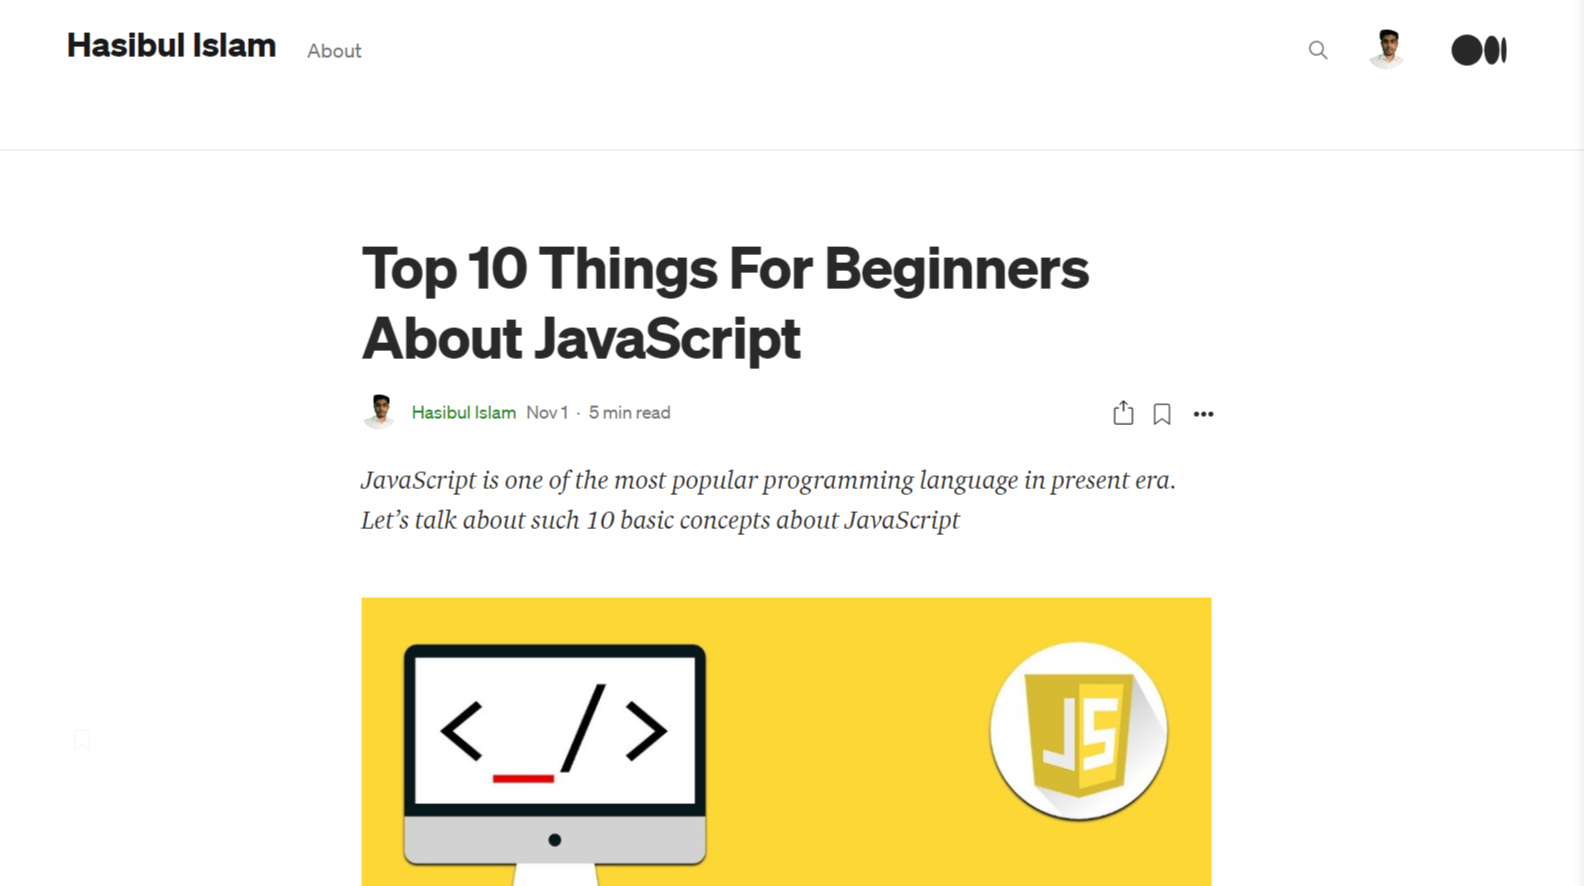 Hasibul Islam About
Top 10 Things For Beginners
About JavaScript
Hasibul Islam Nov 1 · 5 min read
JavaScript is one of the most popular programming language in present era.
Let’s talk about such 10 basic concepts about JavaScript
<_/>
JS